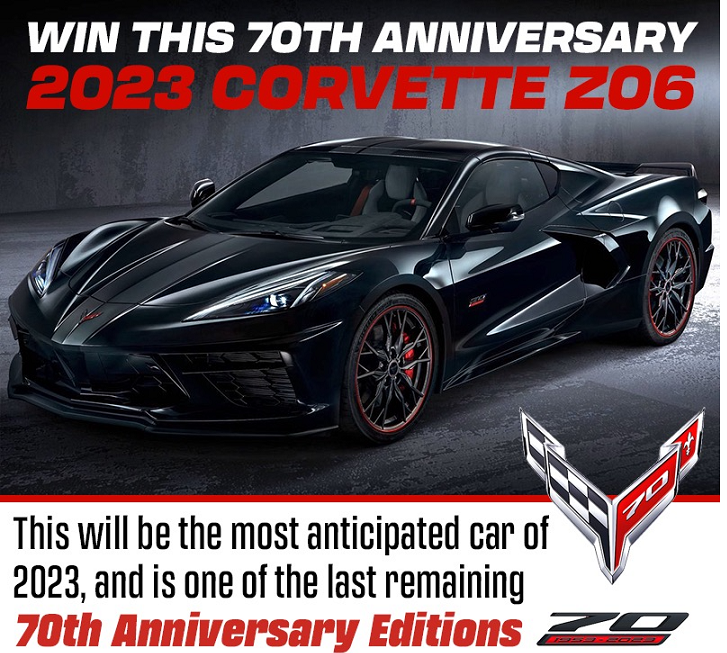 WIN THIS 70TH ANNIVERSARY
2023 CORVETTE Z06
70
This will be the most anticipated car of
2023, and is one of the last remaining
70th Anniversary Editions
70
1953-2023